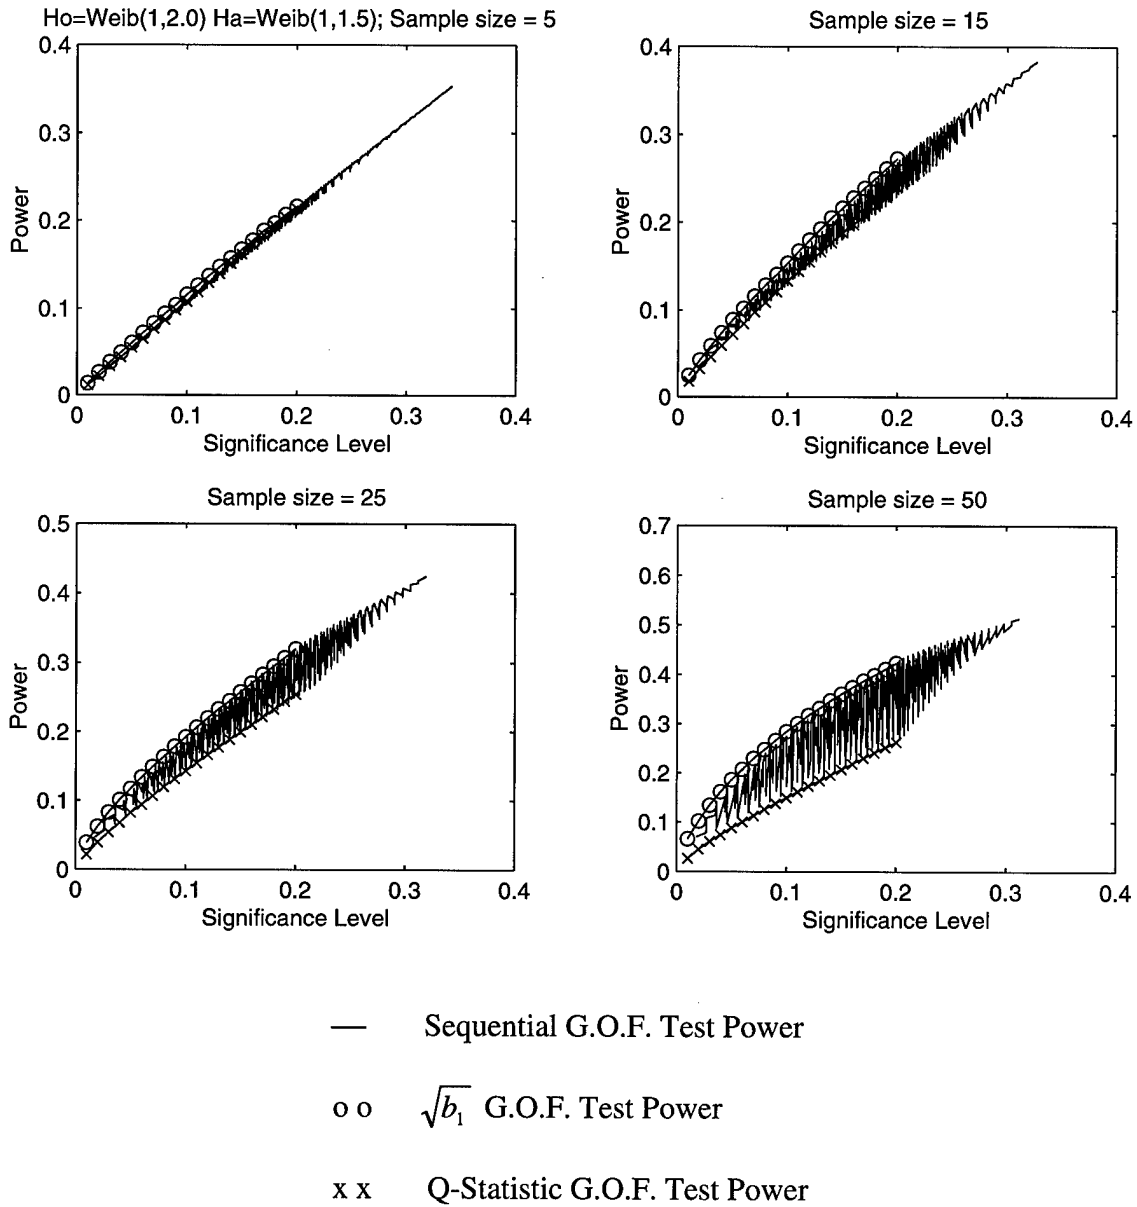 Ho=Weib(1,2.0) Ha=Weib(1,1.5); Sample size = 5
0.4
0.3
0.2
0.1
0
Power
0 0.1 0.2 0.3 0.4
Significance Level
Sample size = 15
0.4
0.3
0.2
0.1
0
Power
0 0.1 0.2 0.3 0.4
Significance Level
Sample size = 25
0.5
0.4
0.3
0.2
0.1
0
Power
0 0.1 0.2 0.3 0.4
Significance Level
Sample size = 50
0.7
0.6
0.5
0.4
0.3
0.2
0.1
0
Power
0 0.1 0.2 0.3 0.4
Significance Level
— Sequential G.O.F. Test Power
o o √b₁ G.O.F. Test Power
x x Q-Statistic G.O.F. Test Power